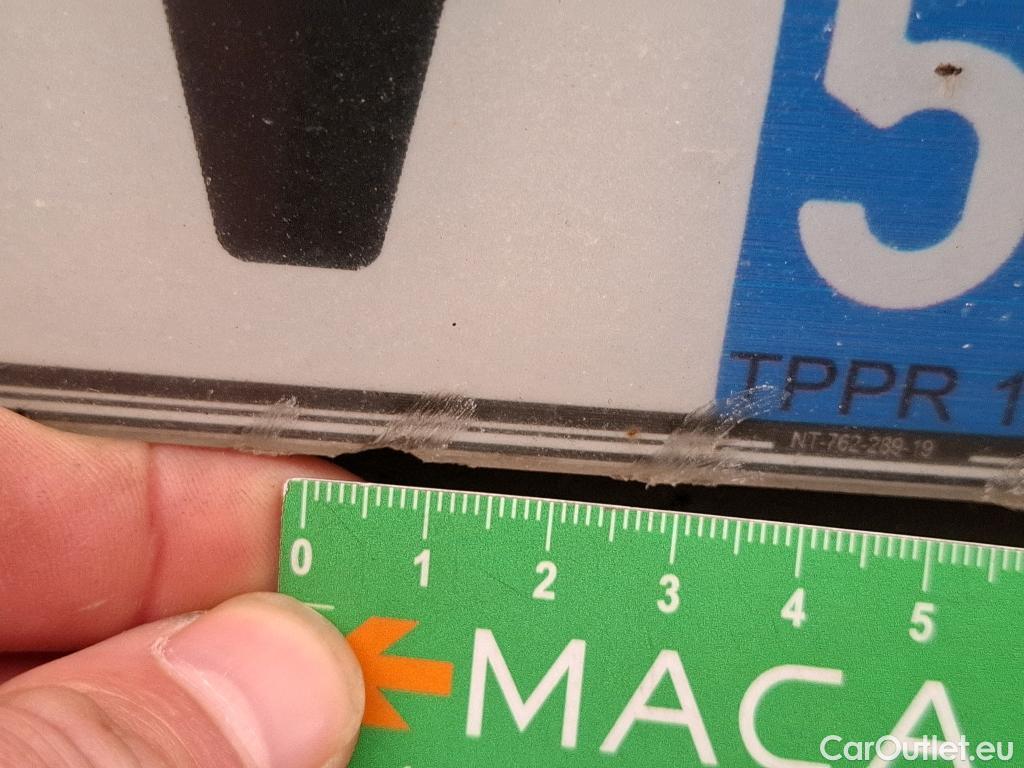 5
TPPR 1
NT-762-289-19
0 1 2 3 4 5
MACA
CarOutlet.eu